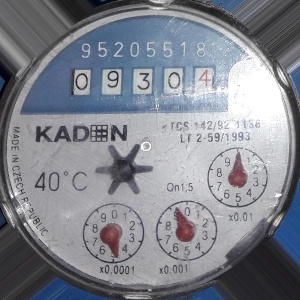 95205518
09304
KADEN
TCS 142/92-1136
LT 2-59/1993
MADE IN CZECH REPUBLIC
40°C
Qn1,5
x0.01
x0.0001
x0.001